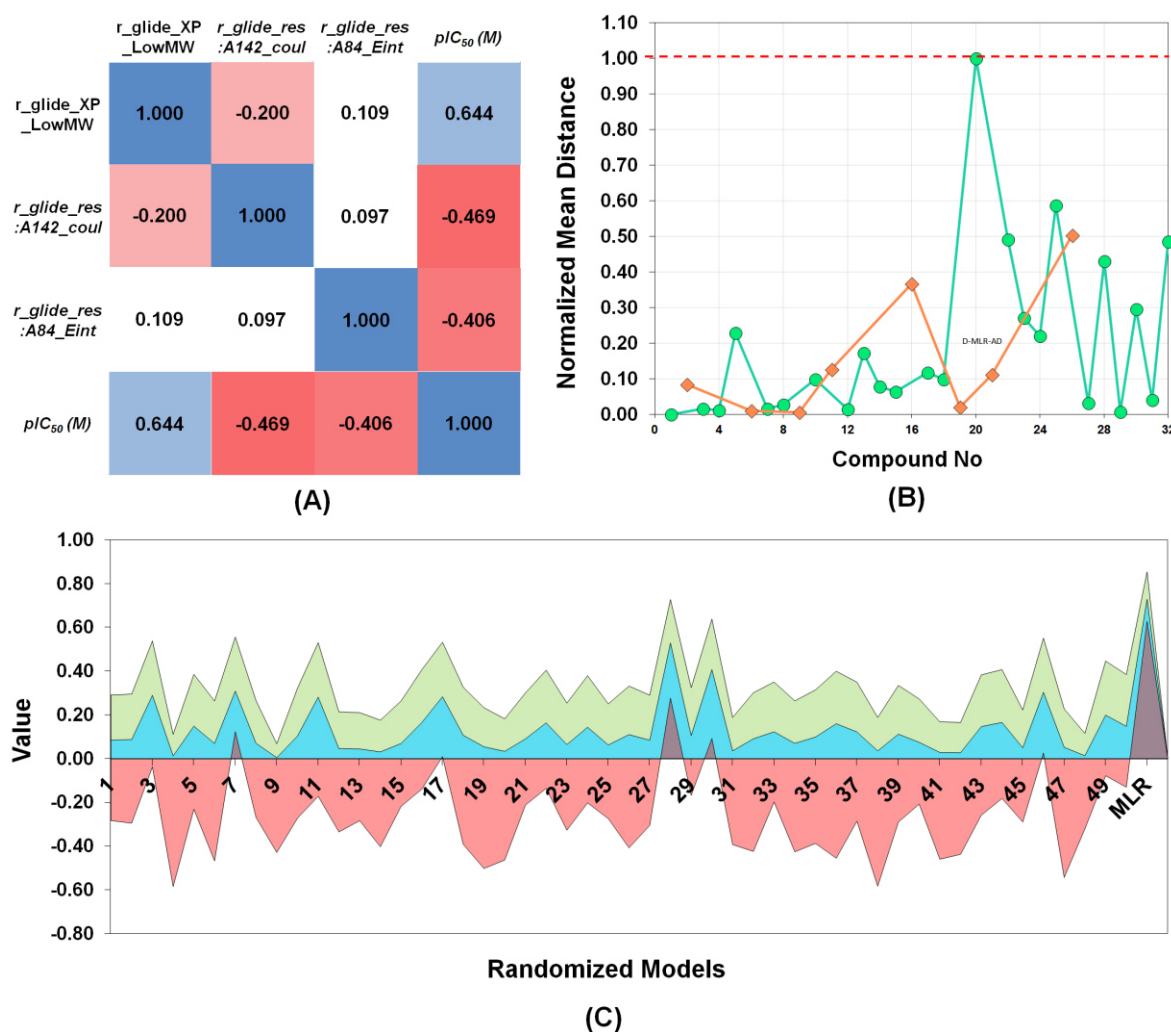 r_glide_XP
_LowMW
r_glide_res
:A142_coul
r_glide_res
:A84_Eint
pIC50 (M)
r_glide_XP
_LowMW
1.000
-0.200
0.109
0.644
r_glide_res
:A142_coul
-0.200
1.000
0.097
-0.469
r_glide_res
:A84_Eint
0.109
0.097
1.000
-0.406
pIC50 (M)
0.644
-0.469
-0.406
1.000
(A)
Normalized Mean Distance
1.10
1.00
0.90
0.80
0.70
0.60
0.50
0.40
0.30
0.20
0.10
0.00
D-MLR-AD
0 4 8 12 16 20 24 28 32
Compound No
(B)
Value
1.00
0.80
0.60
0.40
0.20
0.00
-0.20
-0.40
-0.60
-0.80
1 3 5 7 9 11 13 15 17 19 21 23 25 27 29 31 33 35 37 39 41 43 45 47 49 MLR
Randomized Models
(C)